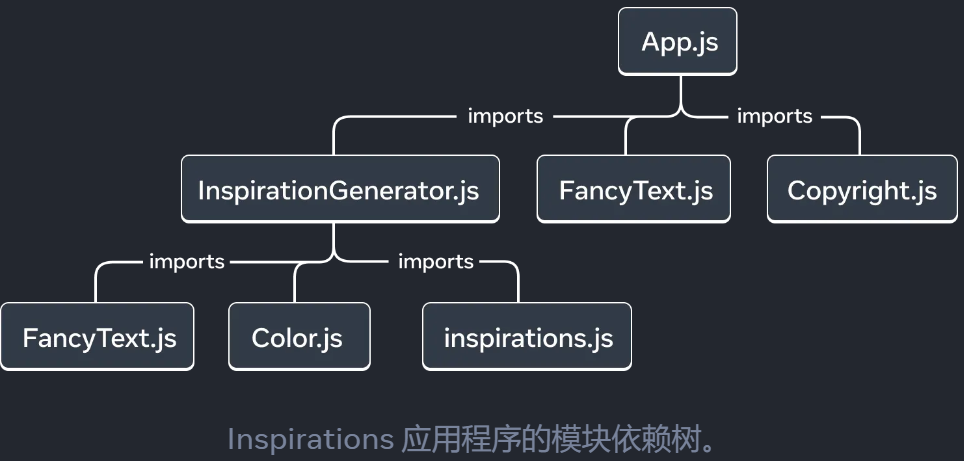 App.js
imports
imports
InspirationGenerator.js
FancyText.js
Copyright.js
imports
imports
FancyText.js
Color.js
inspirations.js
Inspirations 应用程序的模块依赖树。